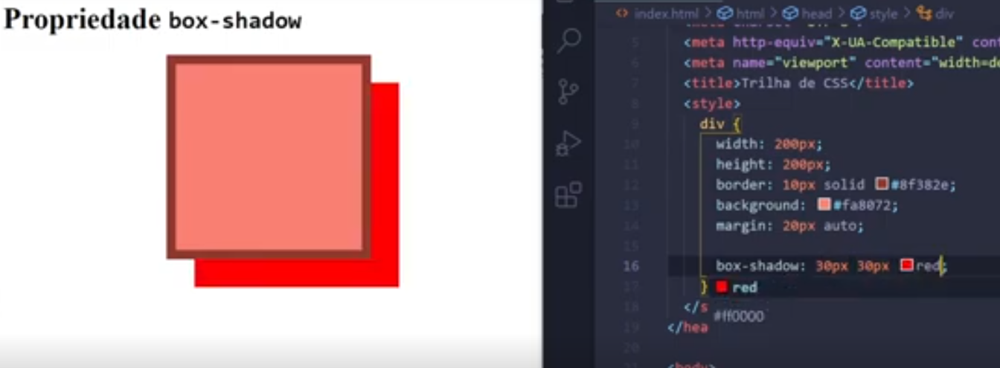 Propriedade box-shadow
index.html > html > head > style > div
5 <meta http-equiv="X-UA-Compatible"
6 <meta name="viewport" content="width=de
7 <title>Trilha de CSS</title>
8 <style>
9 div {
10 width: 200px;
11 height: 200px;
12 border: 10px solid #8f382e;
13 background: #fa8072;
14 margin: 20px auto;
15
16 box-shadow: 30px 30px red;
17 } red
18 </s #ff0000
19 </hea
20
<body>